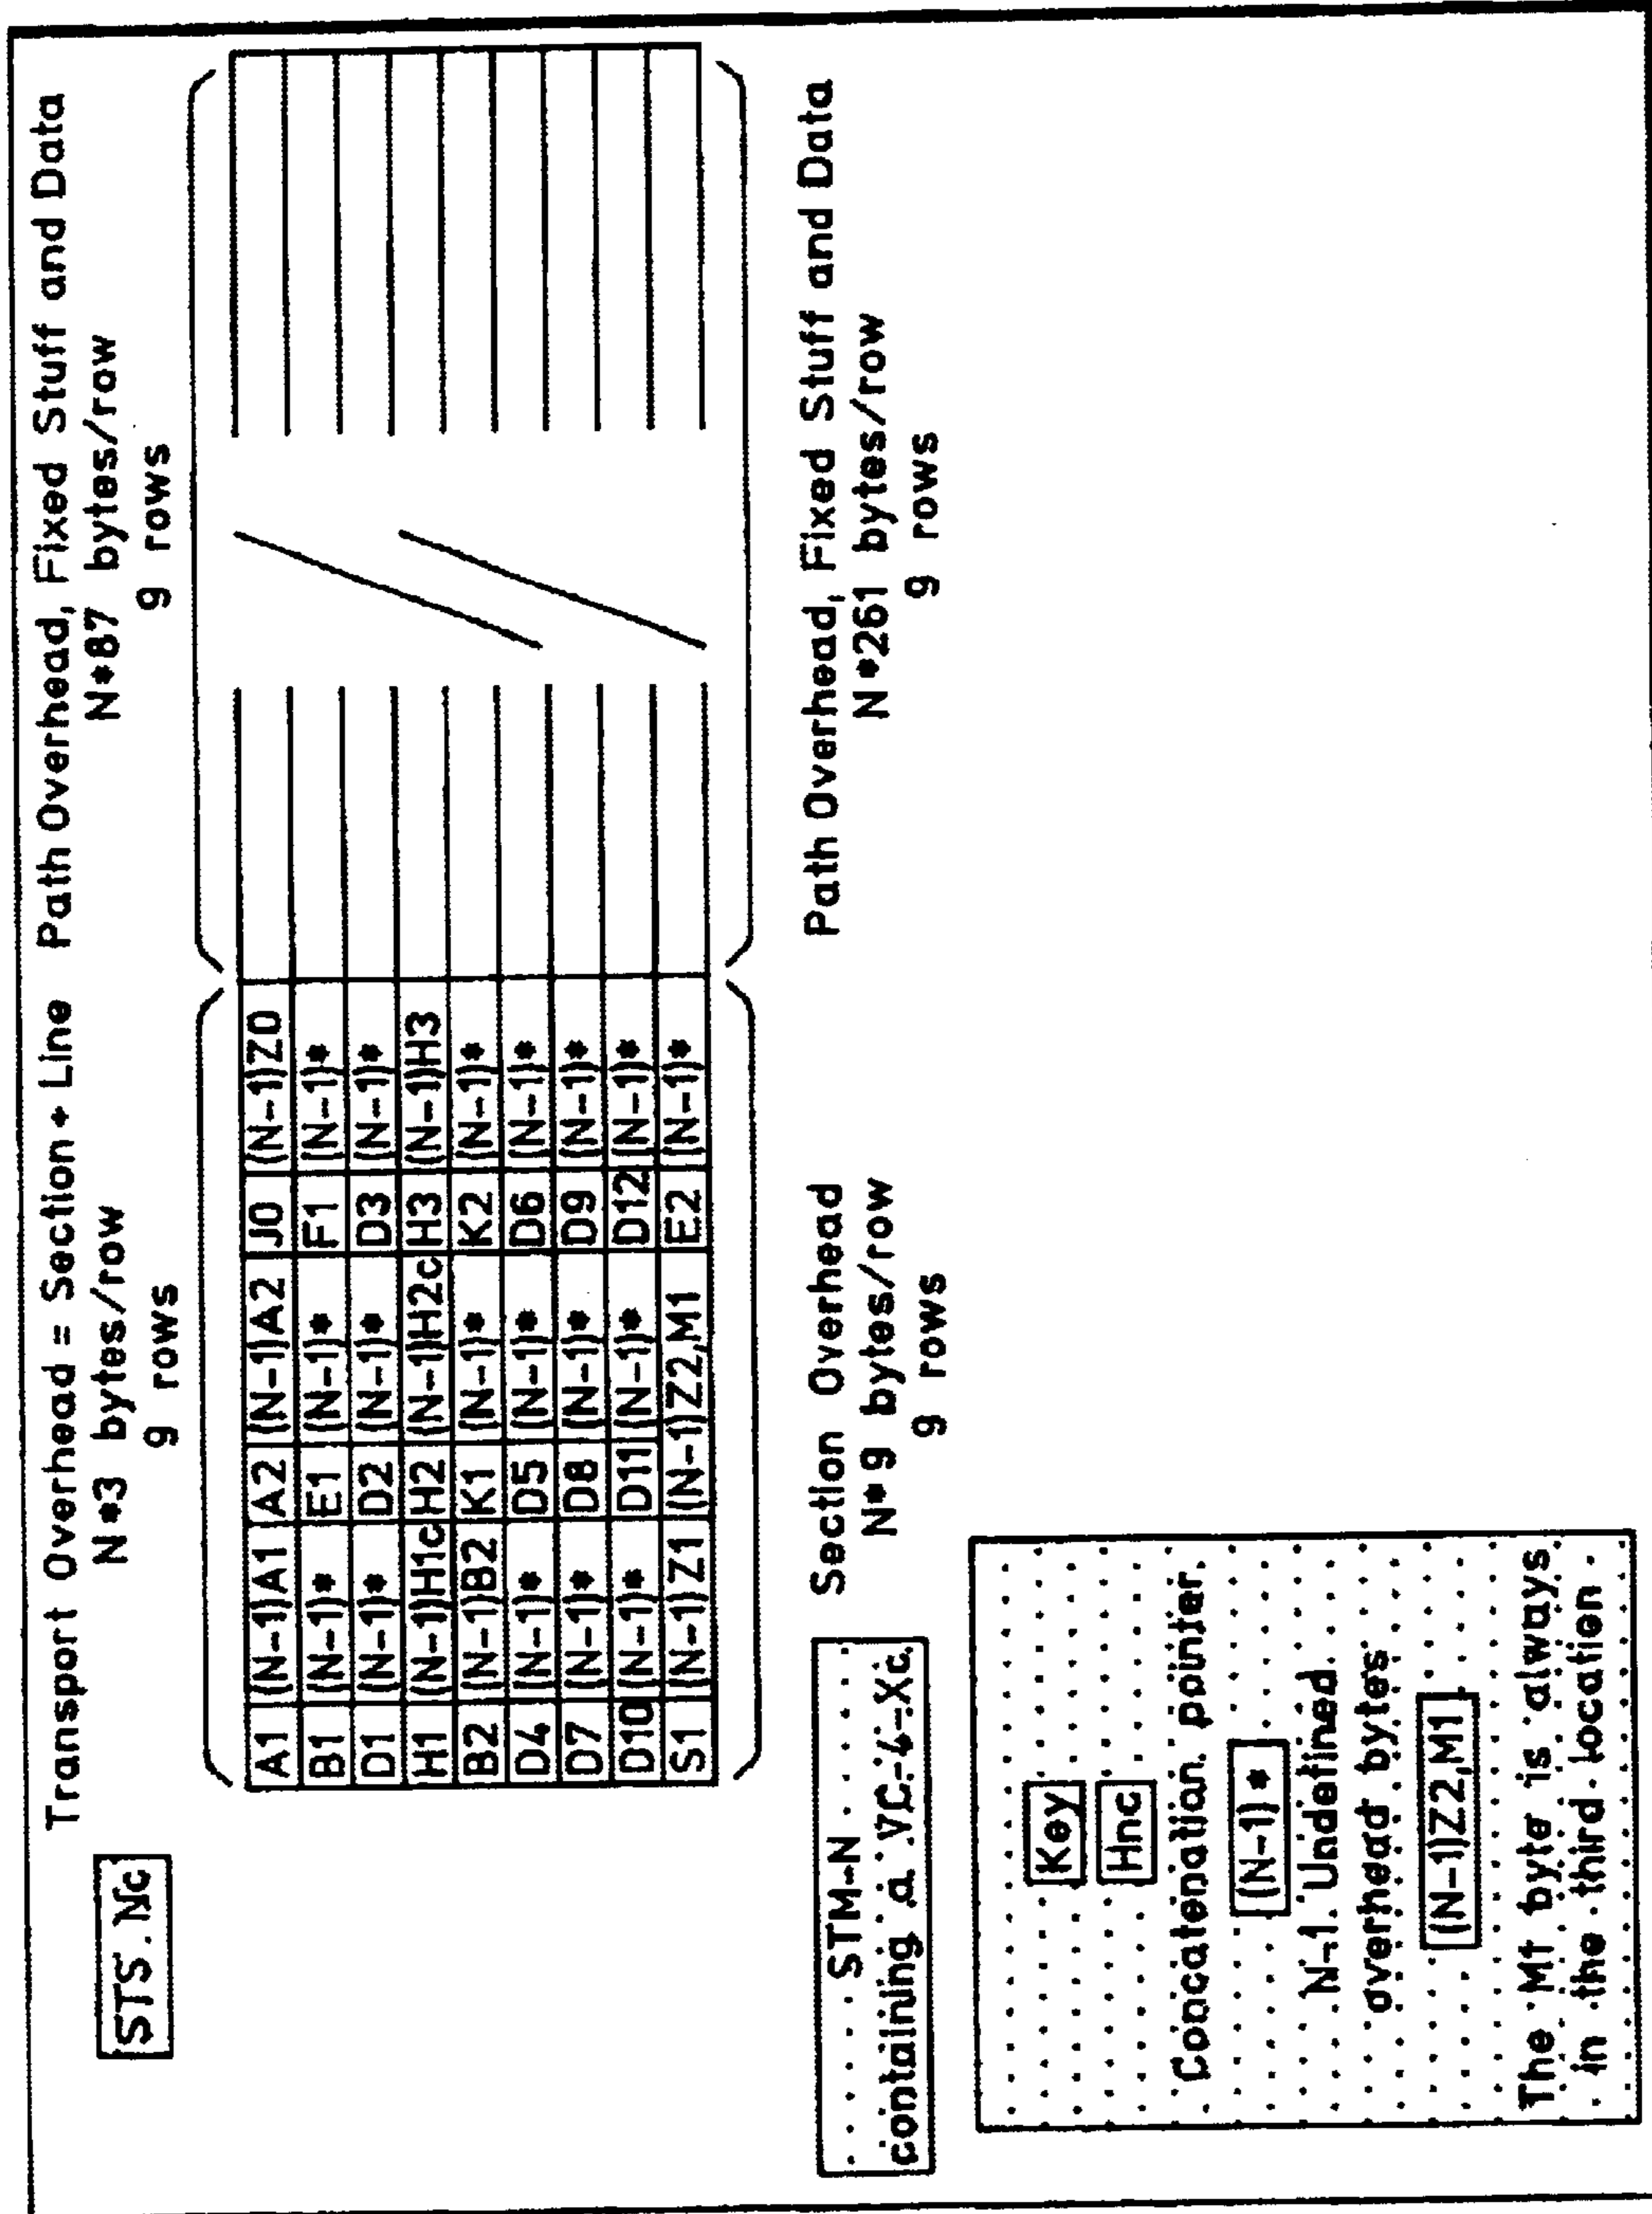 Transport Overhead = Section + Line Path Overhead, Fixed Stuff and Data
N*3 bytes/row N*87 bytes/row
9 rows 9 rows
STS.Nc
A1 (N-1)A1 A2 (N-1)A2 J0 (N-1)Z0
B1 (N-1)* E1 (N-1)* F1 (N-1)*
D1 (N-1)* D2 (N-1)* D3 (N-1)*
H1 (N-1)H1c H2 (N-1)H2c H3 (N-1)H3
B2 (N-1)B2 K1 (N-1)* K2 (N-1)*
D4 (N-1)* D5 (N-1)* D6 (N-1)*
D7 (N-1)* D8 (N-1)* D9 (N-1)*
D10 (N-1)* D11 (N-1)* D12 (N-1)*
S1 (N-1)Z1 (N-1)Z2,M1 E2 (N-1)*
STM-N
containing a VC-4-Xc
Section Overhead Path Overhead, Fixed Stuff and Data
N*9 bytes/row N*261 bytes/row
9 rows 9 rows
Key
Hnc
Concatenation pointer
(N-1)*
N-1 Undefined
overhead bytes
(N-1)Z2,M1
The M1 byte is always
in the third location